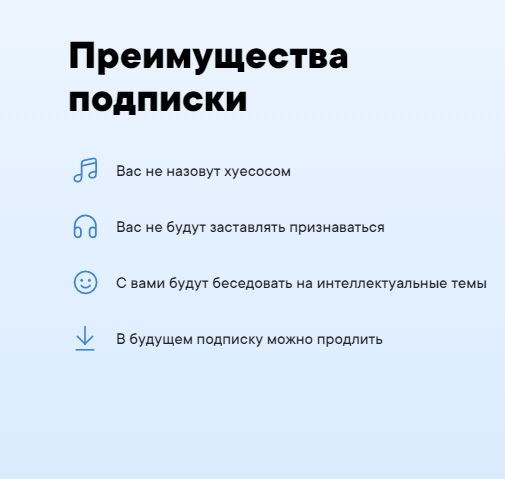 Преимущества
подписки
Вас не назовут хуесосом
Вас не будут заставлять признаваться
С вами будут беседовать на интеллектуальные темы
В будущем подписку можно продлить